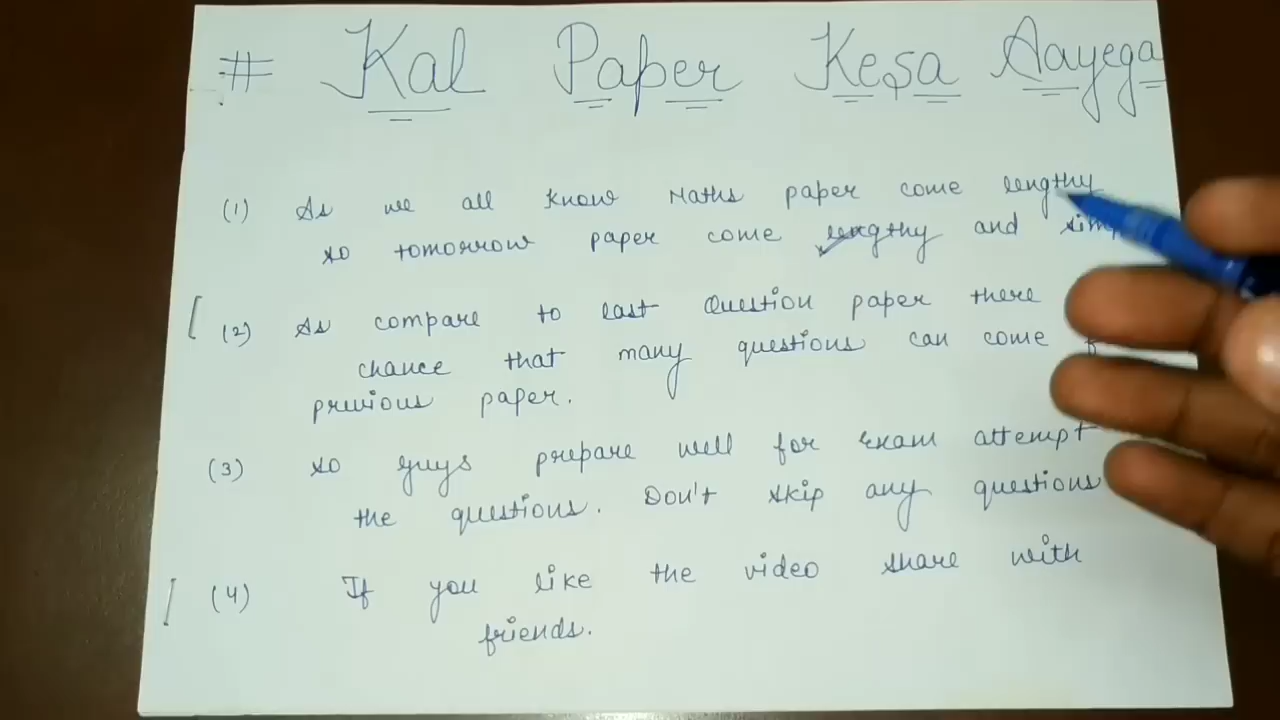 # Kal Paper Kesa Aayega
(1) As we all know Maths paper come lengthy
so tomorrow paper come lengthy and
(2) As compare to last Question paper there
chance that many questions can come
previous paper.
(3) so guys prepare well for exam attempt
the questions. Don't skip any questions
(4) If you like the video share with
friends.